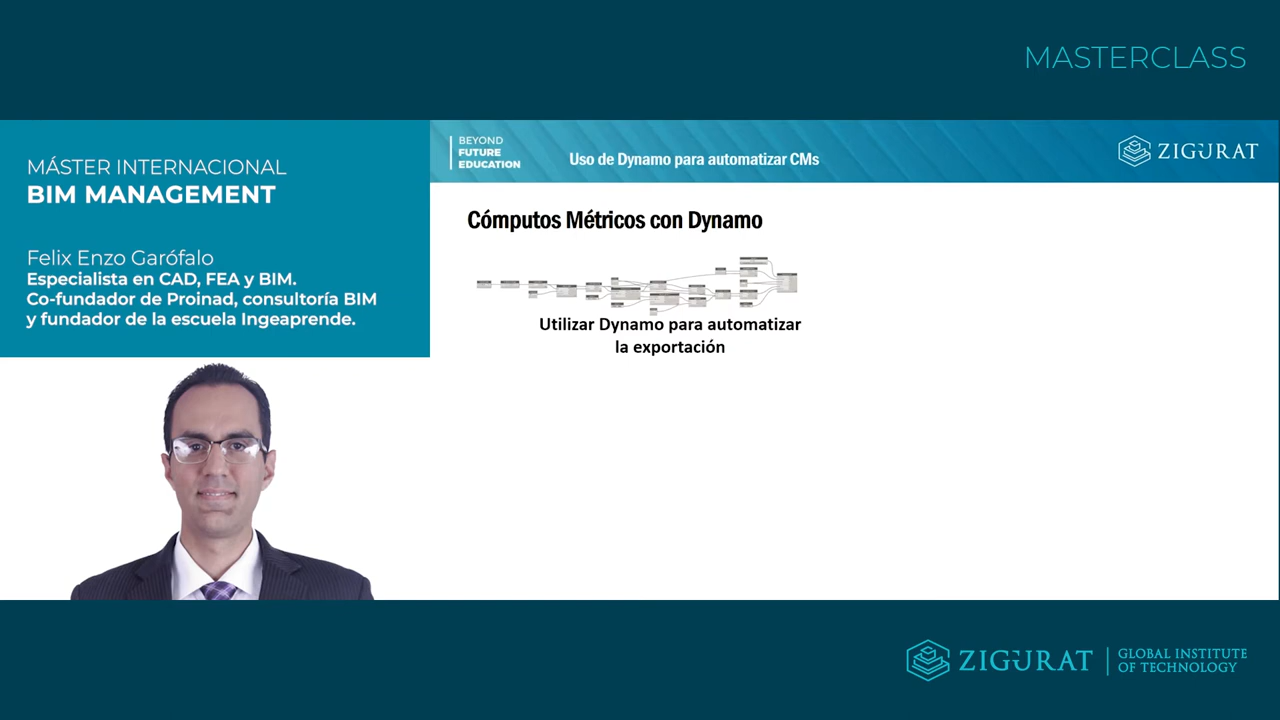 MASTERCLASS
MÁSTER INTERNACIONAL
BIM MANAGEMENT
Felix Enzo Garófalo
Especialista en CAD, FEA y BIM.
Co-fundador de Proinad, consultoría BIM
y fundador de la escuela Ingeaprende.
BEYOND
FUTURE
EDUCATION
Uso de Dynamo para automatizar CMs
ZIGURAT
Cómputos Métricos con Dynamo
Utilizar Dynamo para automatizar
la exportación
ZIGURAT
GLOBAL INSTITUTE
OF TECHNOLOGY